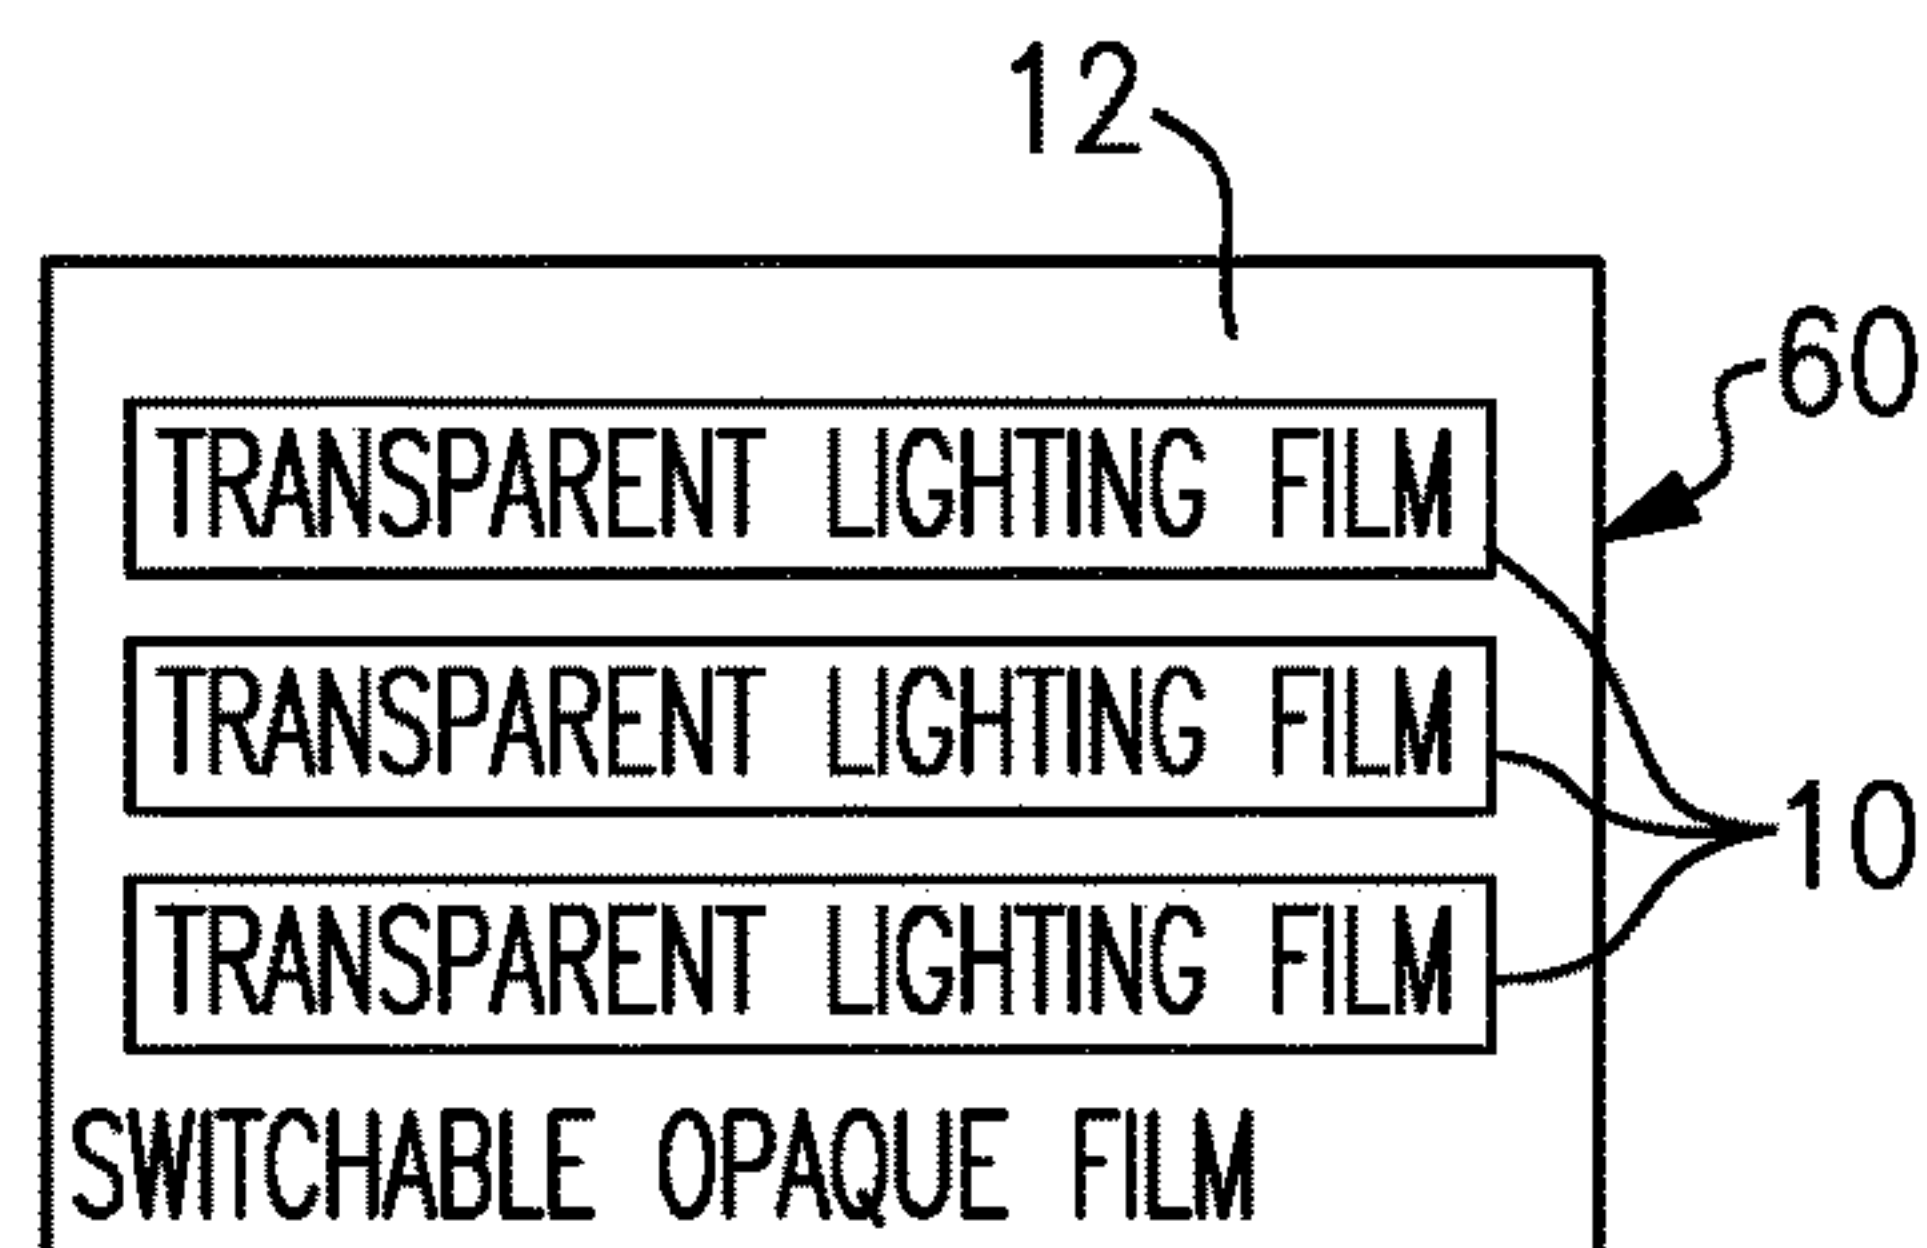 12
60
TRANSPARENT LIGHTING FILM
TRANSPARENT LIGHTING FILM
10
TRANSPARENT LIGHTING FILM
SWITCHABLE OPAQUE FILM